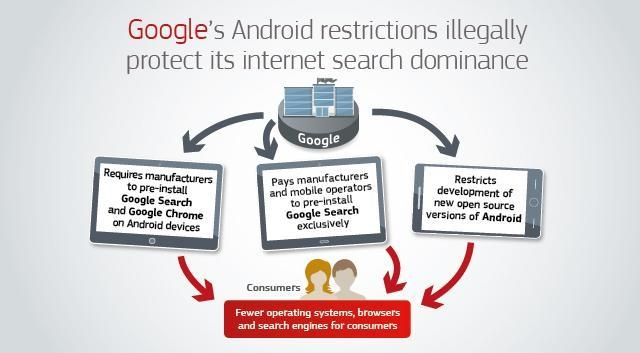 Google's Android restrictions illegally
protect its internet search dominance
Google
Requires manufacturers
to pre-install
Google Search
and Google Chrome
on Android devices
Pays manufacturers
and mobile operators
to pre-install
Google Search
exclusively
Restricts
development of
new open source
versions of Android
Consumers
Fewer operating systems, browsers
and search engines for consumers